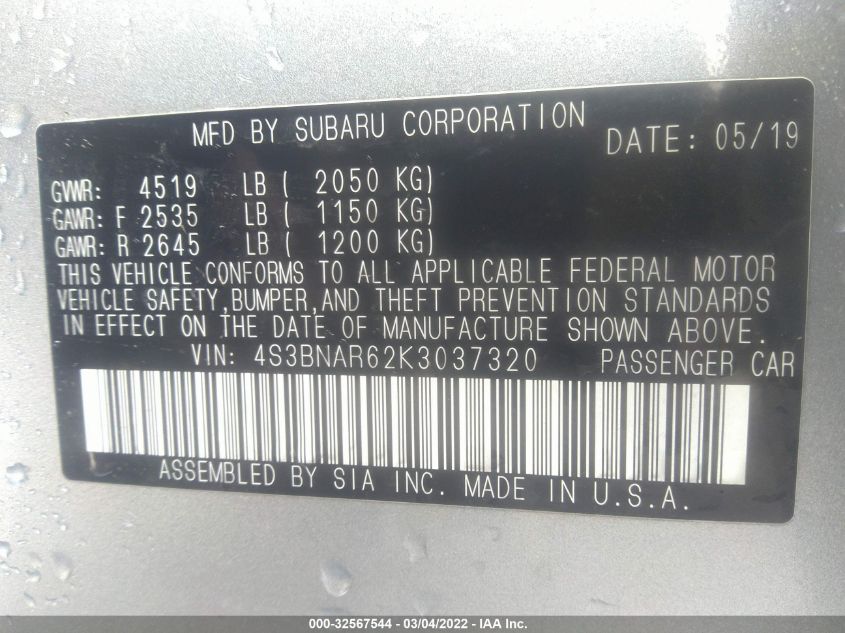 MFD BY SUBARU CORPORATION DATE: 05/19
GVWR: 4519 LB ( 2050 KG)
GAWR: F 2535 LB ( 1150 KG)
GAWR: R 2645 LB ( 1200 KG)
THIS VEHICLE CONFORMS TO ALL APPLICABLE FEDERAL MOTOR
VEHICLE SAFETY,BUMPER,AND THEFT PREVENTION STANDARDS
IN EFFECT ON THE DATE OF MANUFACTURE SHOWN ABOVE.
VIN: 4S3BNAR62K3037320 PASSENGER CAR
ASSEMBLED BY SIA INC. MADE IN U.S.A.
000-32567544 - 03/04/2022 - IAA Inc.